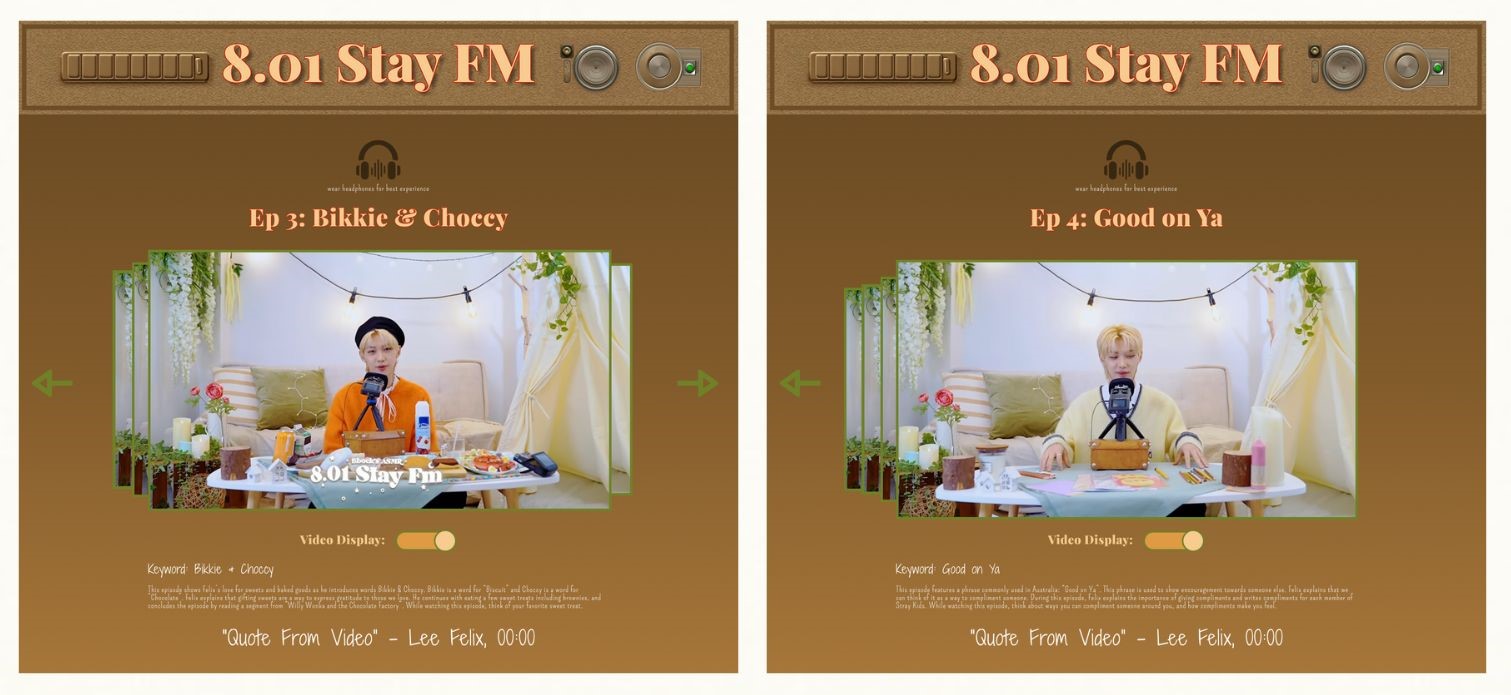 8.01 Stay FM
wear headphones for best experience
Ep 3: Bikkie & Choccy
8.01 Stay Fm
Video Display:
Keyword: Bikkie & Choccy
This episode shows Felix's love for sweets and baked goods as he introduces words Bikkie & Choccy. Bikkie is a word for "Biscuit" and Choccy is a word for
"Chocolate". Felix explains that gifting sweets are a way to express gratitude to those he loves. He continues with eating a few sweet treats including brownies, and
concludes the episode by reading a segment from "Willy Wonka and the Chocolate Factory". While watching this episode, think of your favorite sweet treat.
"Quote From Video" - Lee Felix, 00:00
8.01 Stay FM
wear headphones for best experience
Ep 4: Good on Ya
Video Display:
Keyword: Good on Ya
This episode features a phrase commonly used in Australia: "Good on Ya". This phrase is used to show encouragement towards someone else. Felix explains that we
can think of it as a way to compliment someone. During this episode, Felix explains the importance of giving compliments and writes compliments for each member of
Stray Kids. While watching this episode, think about ways you can compliment someone around you, and how compliments make you feel.
"Quote From Video" - Lee Felix, 00:00